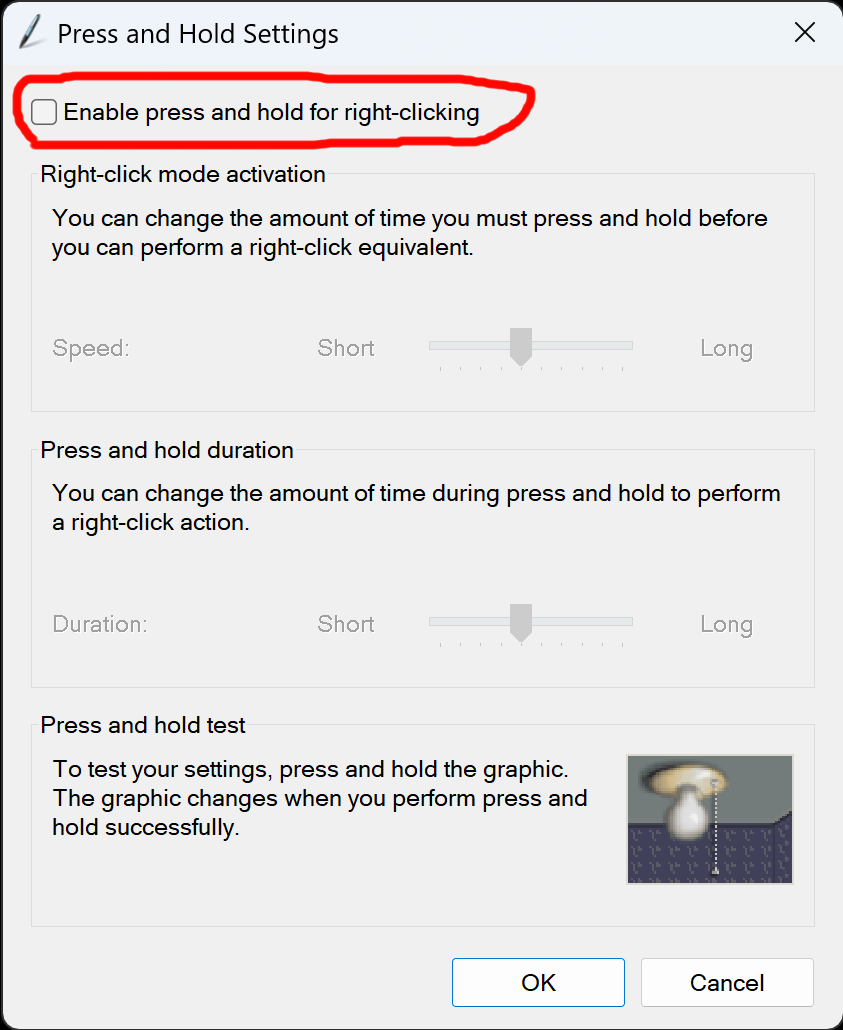 Press and Hold Settings
Enable press and hold for right-clicking
Right-click mode activation
You can change the amount of time you must press and hold before
you can perform a right-click equivalent.
Speed: Short Long
Press and hold duration
You can change the amount of time during press and hold to perform
a right-click action.
Duration: Short Long
Press and hold test
To test your settings, press and hold the graphic.
The graphic changes when you perform press and
hold successfully.
OK Cancel